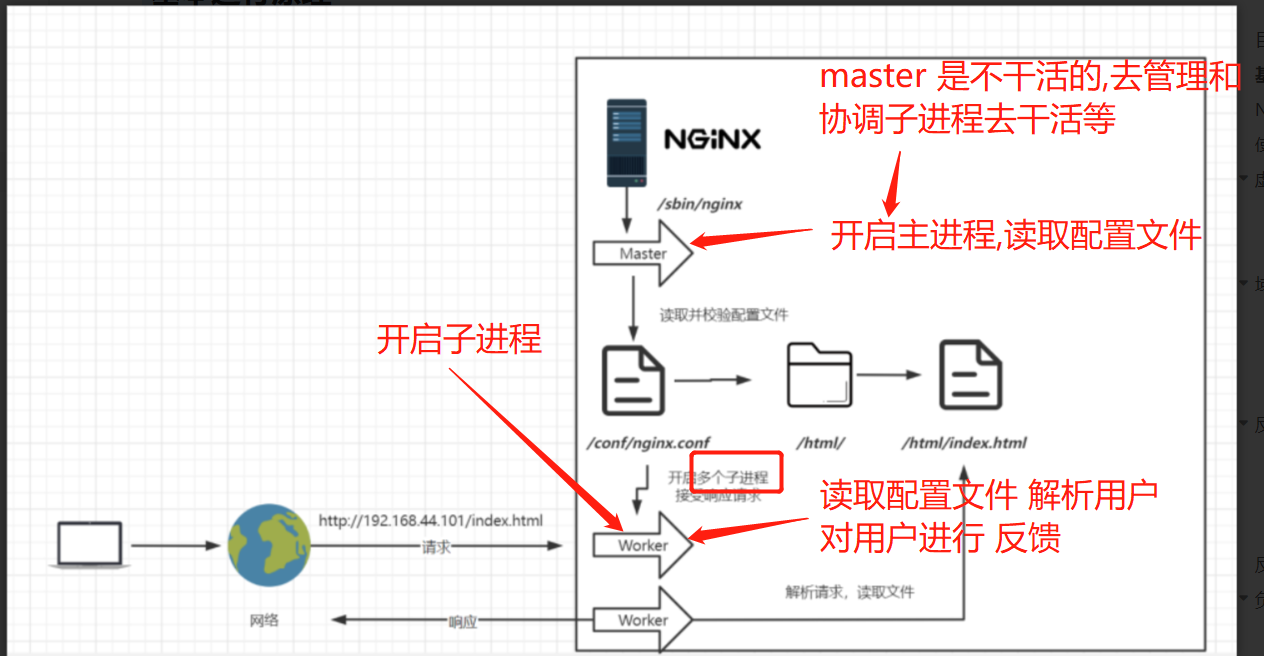 master 是不干活的,去管理和
协调子进程去干活等
NGiNX
/sbin/nginx
开启主进程,读取配置文件
Master
读取并校验配置文件
开启子进程
/conf/nginx.conf
/html/
/html/index.html
开启多个子进程
接受响应请求
读取配置文件 解析用户
对用户进行 反馈
http://192.168.44.101/index.html
请求
Worker
解析请求，读取文件
网络
响应
Worker